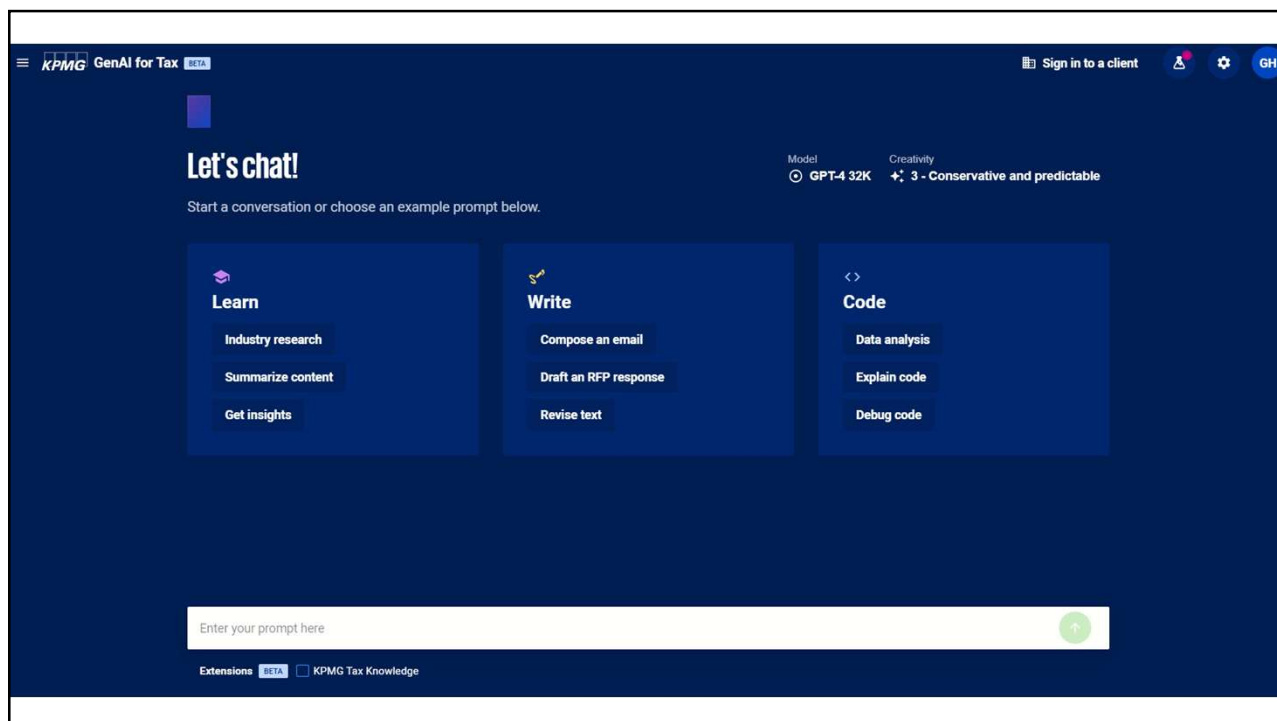 KPMG GenAI for Tax BETA
Sign in to a client
GH
Let's chat!
Model
Creativity
GPT-4 32K
3 - Conservative and predictable
Start a conversation or choose an example prompt below.
Learn
Industry research
Summarize content
Get insights
Write
Compose an email
Draft an RFP response
Revise text
Code
Data analysis
Explain code
Debug code
Enter your prompt here
Extensions BETA KPMG Tax Knowledge